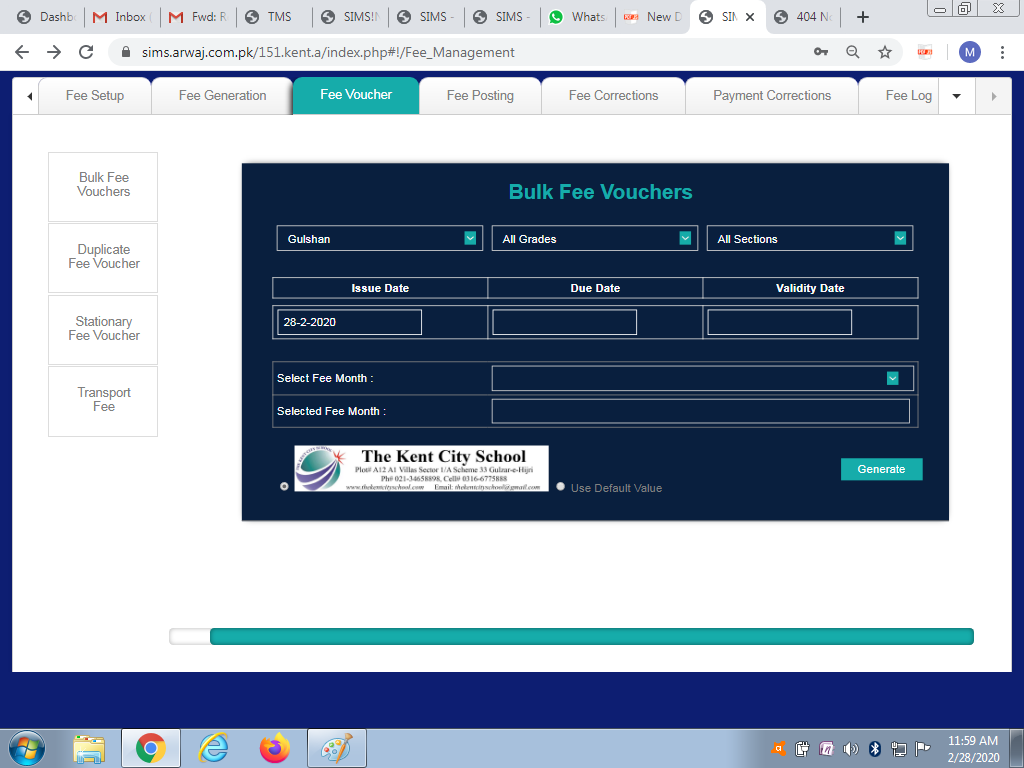 Dashb
Inbox (
Fwd: R
TMS
SIMS!
SIMS -
SIMS -
Whats
New D
SIM
404 N
sims.arwaj.com.pk/151.kent.a/index.php#!/Fee_Management
M
Fee Setup
Fee Generation
Fee Voucher
Fee Posting
Fee Corrections
Payment Corrections
Fee Log
Bulk Fee
Vouchers
Duplicate
Fee Voucher
Stationary
Fee Voucher
Transport
Fee
Bulk Fee Vouchers
Gulshan
All Grades
All Sections
Issue Date
Due Date
Validity Date
28-2-2020
Select Fee Month :
Selected Fee Month :
The Kent City School
Plot# A12 A1 Villas Sector 1/A Scheme 33 Gulzar-e-Hijri
Ph# 021-34658898, Cell# 0316-6775888
www.thekentcityschool.com Email: thekentcityschool@gmail.com
Use Default Value
Generate
11:59 AM
2/28/2020